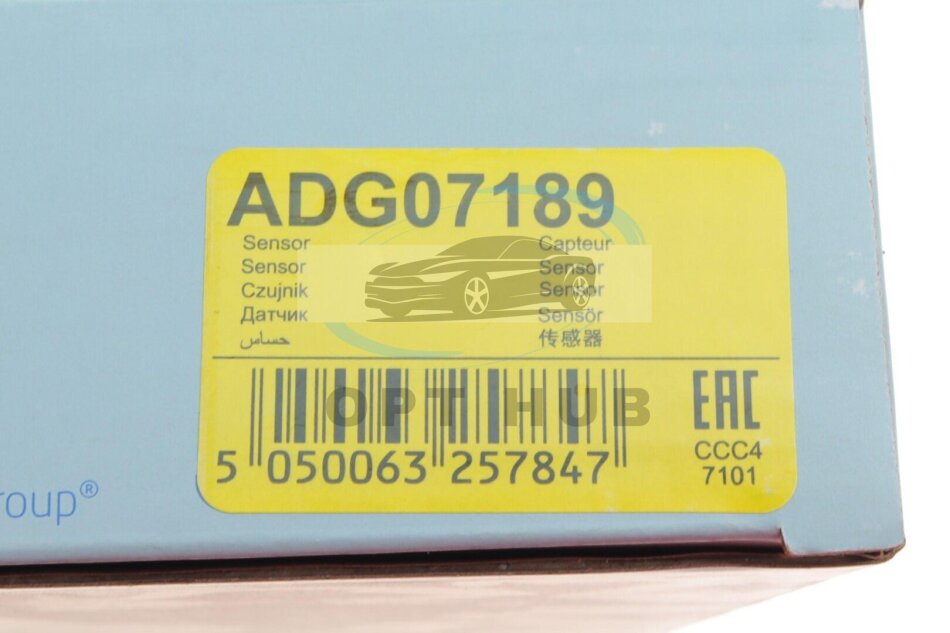 ADG07189
Sensor
Sensor
Czujnik
Датчик
حساس
Capteur
Sensor
Sensor
Sensör
传感器
OPT HUB
5 050063 257847
EAC
CCC4
7101
roup®